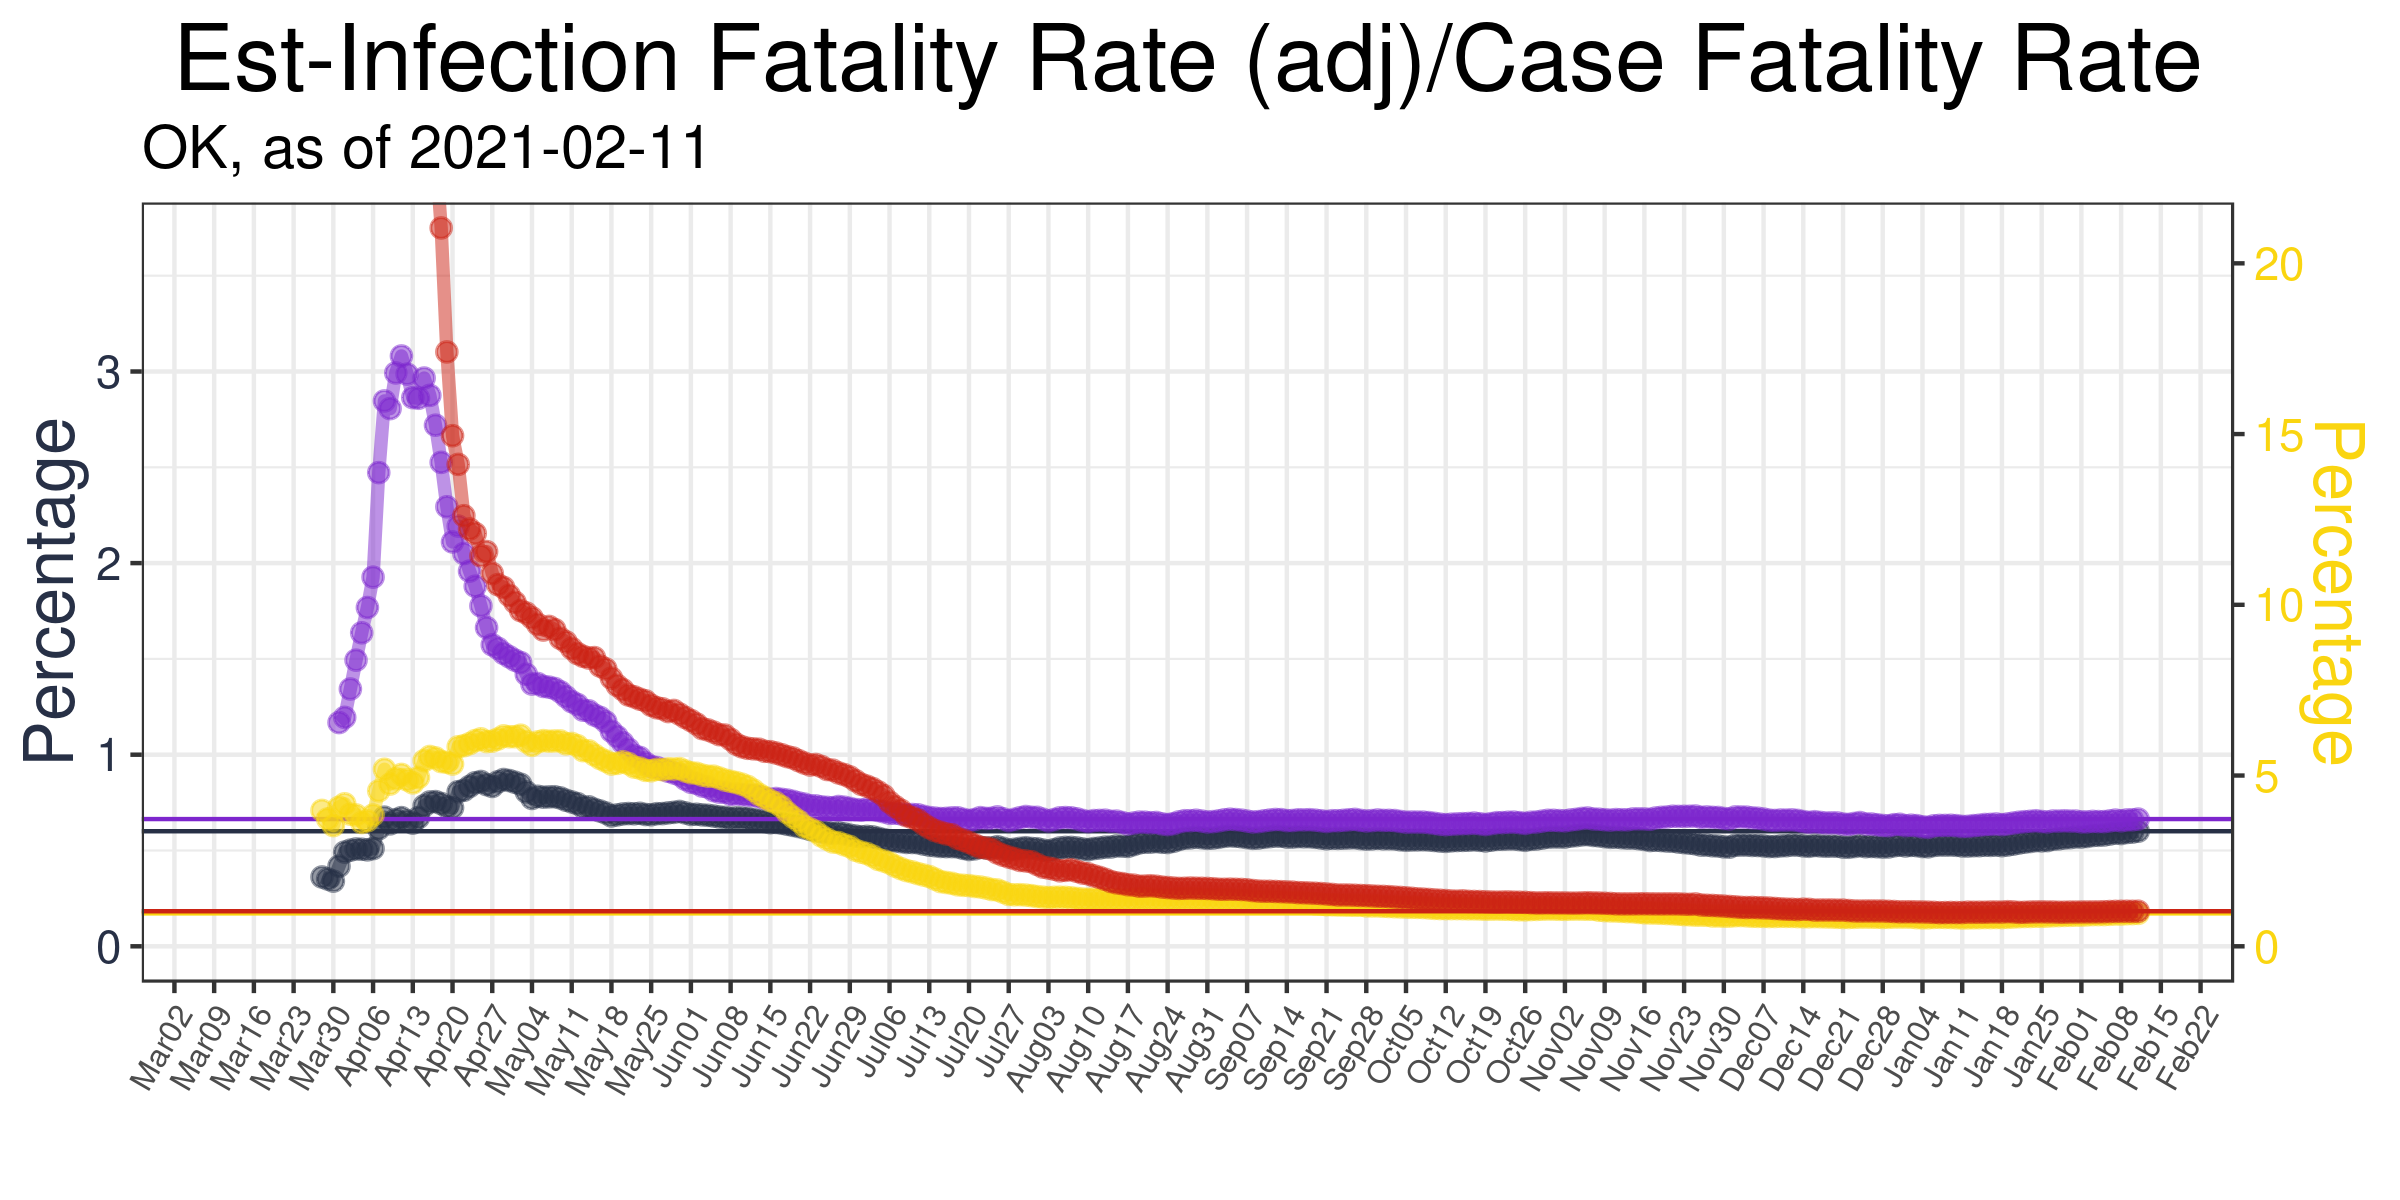 Est-Infection Fatality Rate (adj)/Case Fatality Rate
OK, as of 2021-02-11
Percentage
3
2
1
0
20
15
10
5
0
Percentage
Mar02
Mar09
Mar16
Mar23
Mar30
Apr06
Apr13
Apr20
Apr27
May04
May11
May18
May25
Jun01
Jun08
Jun15
Jun22
Jun29
Jul06
Jul13
Jul20
Jul27
Aug03
Aug10
Aug17
Aug24
Aug31
Sep07
Sep14
Sep21
Sep28
Oct05
Oct12
Oct19
Oct26
Nov02
Nov09
Nov16
Nov23
Nov30
Dec07
Dec14
Dec21
Dec28
Jan04
Jan11
Jan18
Jan25
Feb01
Feb08
Feb15
Feb22